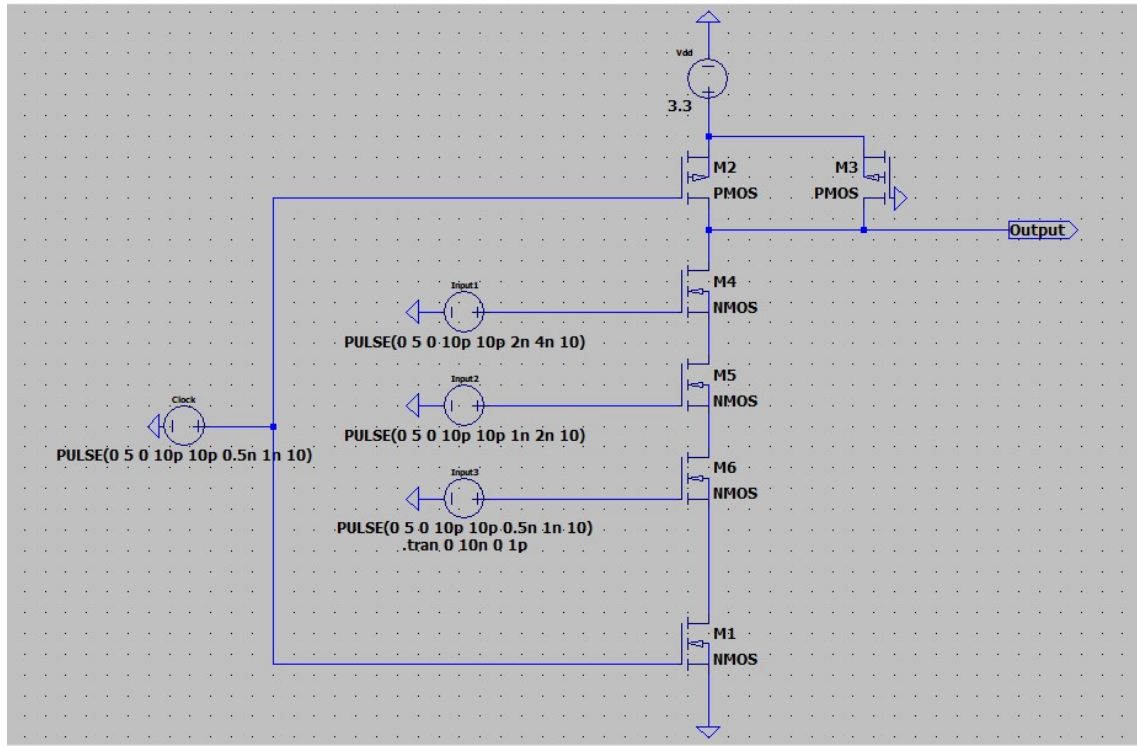 Vdd
3.3
M2
PMOS
M3
PMOS
Output
M4
NMOS
Input1
PULSE(0 5 0 10p 10p 2n 4n 10)
M5
NMOS
Input2
PULSE(0 5 0 10p 10p 1n 2n 10)
Clock
PULSE(0 5 0 10p 10p 0.5n 1n 10)
M6
NMOS
Input3
PULSE(0 5 0 10p 10p 0.5n 1n 10)
.tran 0 10n 0 1p
M1
NMOS